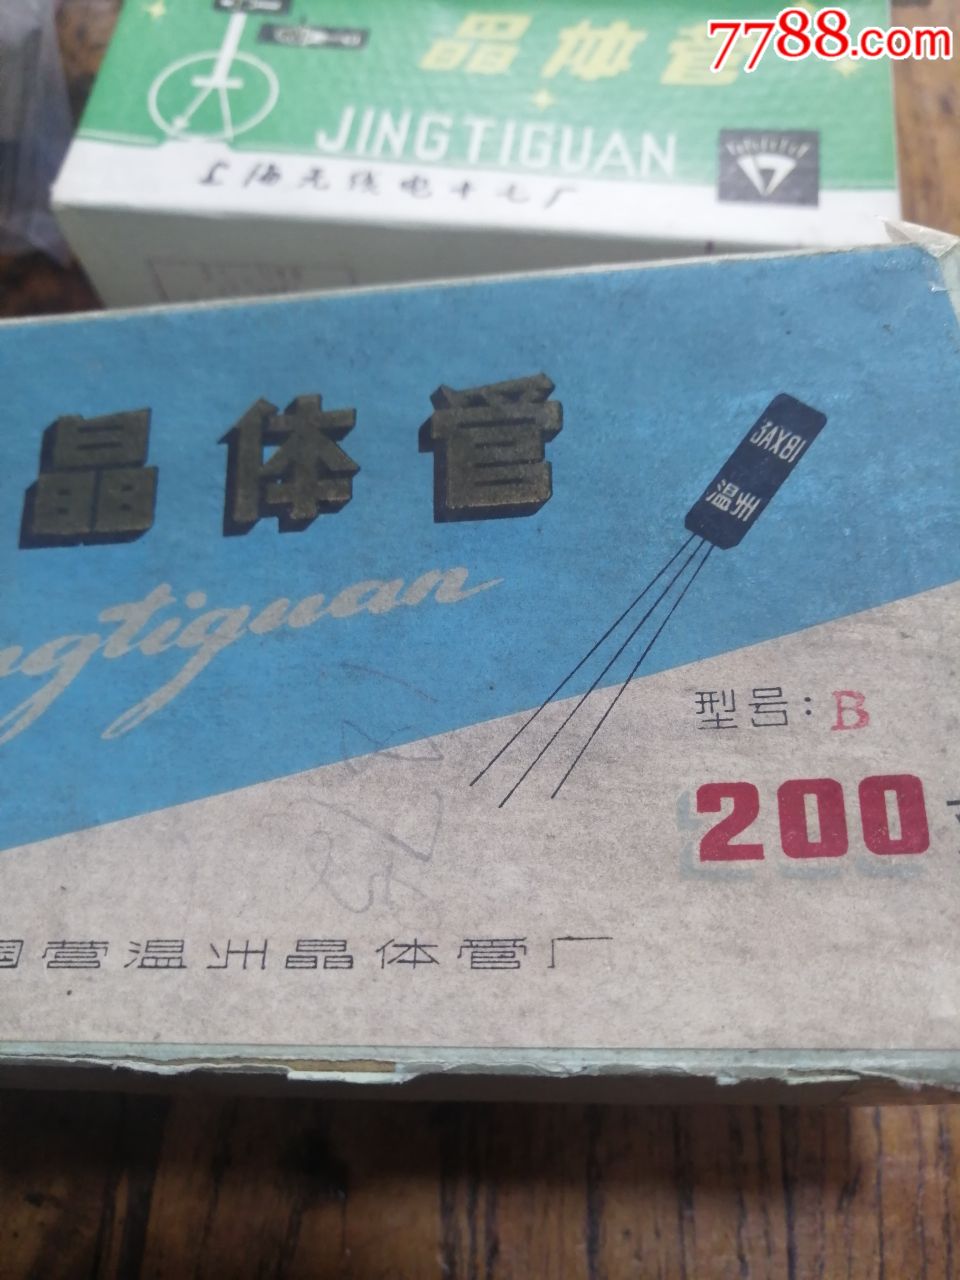 7788.com
晶体管
JINGTIGUAN
上海无线电十七厂
晶体管
ngtiguan
3AX81
温州
型号：B
200
国营温州晶体管厂